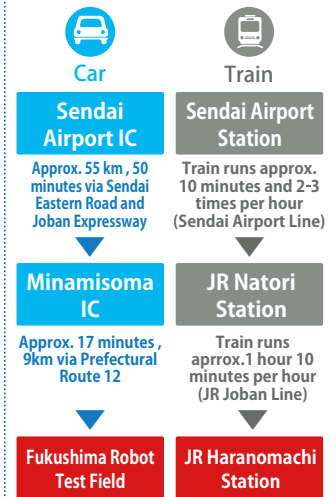 Car
Sendai
Airport IC
Approx. 55 km , 50
minutes via Sendai
Eastern Road and
Joban Expressway
Minamisoma
IC
Approx. 17 minutes ,
9km via Prefectural
Route 12
Fukushima Robot
Test Field
Train
Sendai Airport
Station
Train runs approx.
10 minutes and 2-3
times per hour
(Sendai Airport Line)
JR Natori
Station
Train runs
aprrox.1 hour 10
minutes per hour
(JR Joban Line)
JR Haranomachi
Station